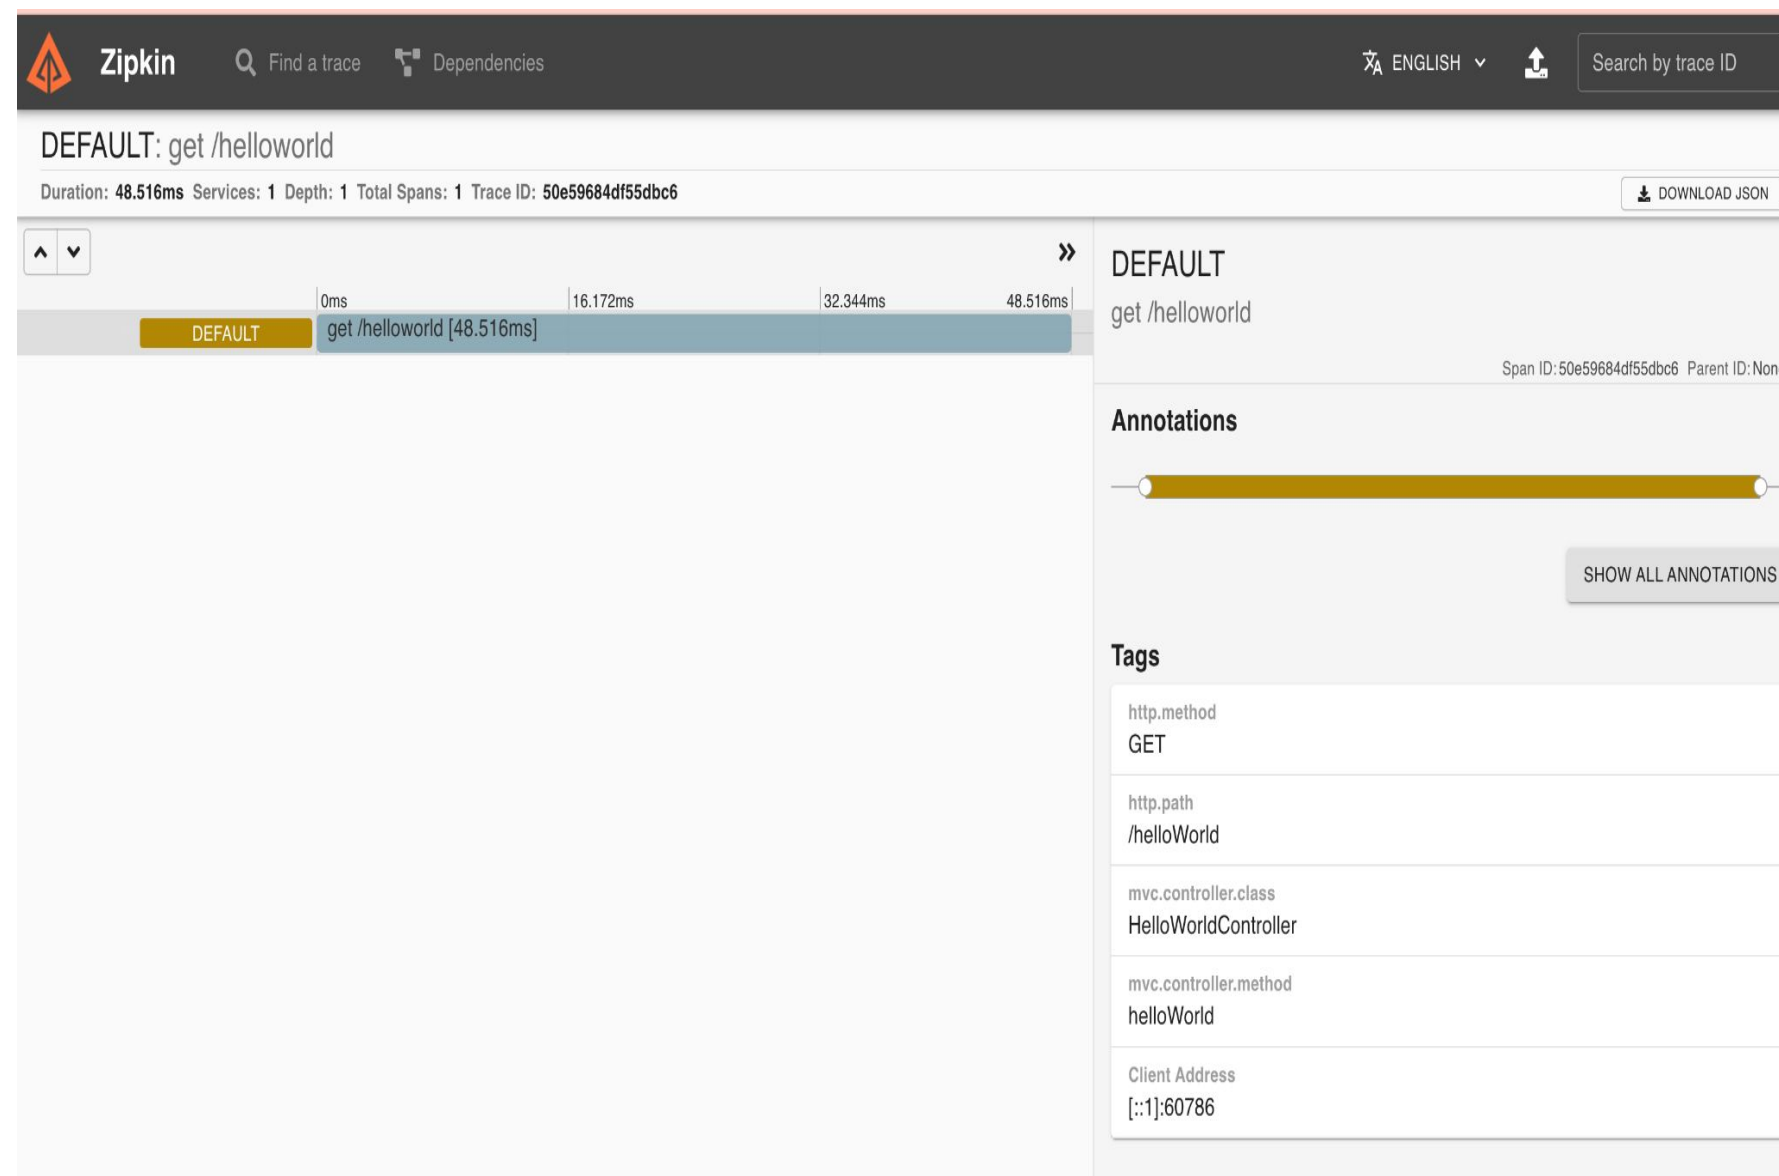 Zipkin Find a trace Dependencies ENGLISH Search by trace ID
DEFAULT: get /helloworld
Duration: 48.516ms Services: 1 Depth: 1 Total Spans: 1 Trace ID: 50e59684df55dbc6
DOWNLOAD JSON
0ms 16.172ms 32.344ms 48.516ms
DEFAULT get /helloworld [48.516ms]
DEFAULT
get /helloworld
Span ID: 50e59684df55dbc6 Parent ID: Non
Annotations
SHOW ALL ANNOTATIONS
Tags
http.method
GET
http.path
/helloWorld
mvc.controller.class
HelloWorldController
mvc.controller.method
helloWorld
Client Address
[::1]:60786